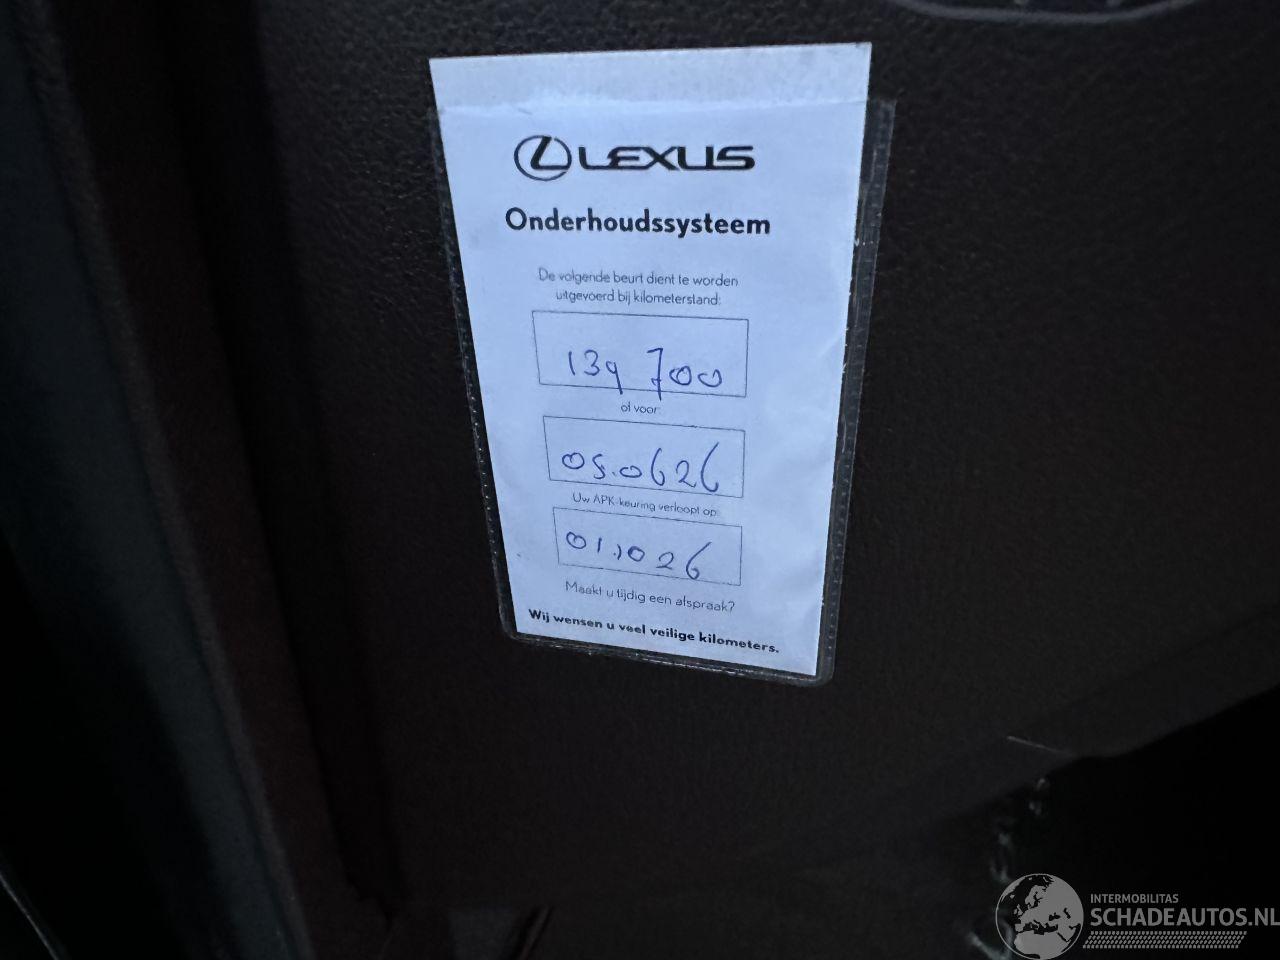 LEXUS
Onderhoudssysteem
De volgende beurt dient te worden
uitgevoerd bij kilometerstand:
139 700
of voor:
05.0626
Uw APK-keuring verloopt op:
01.1026
Maakt u tijdig een afspraak?
Wij wensen u veel veilige kilometers.
INTERMOBILITAS
SCHADEAUTOS.NL